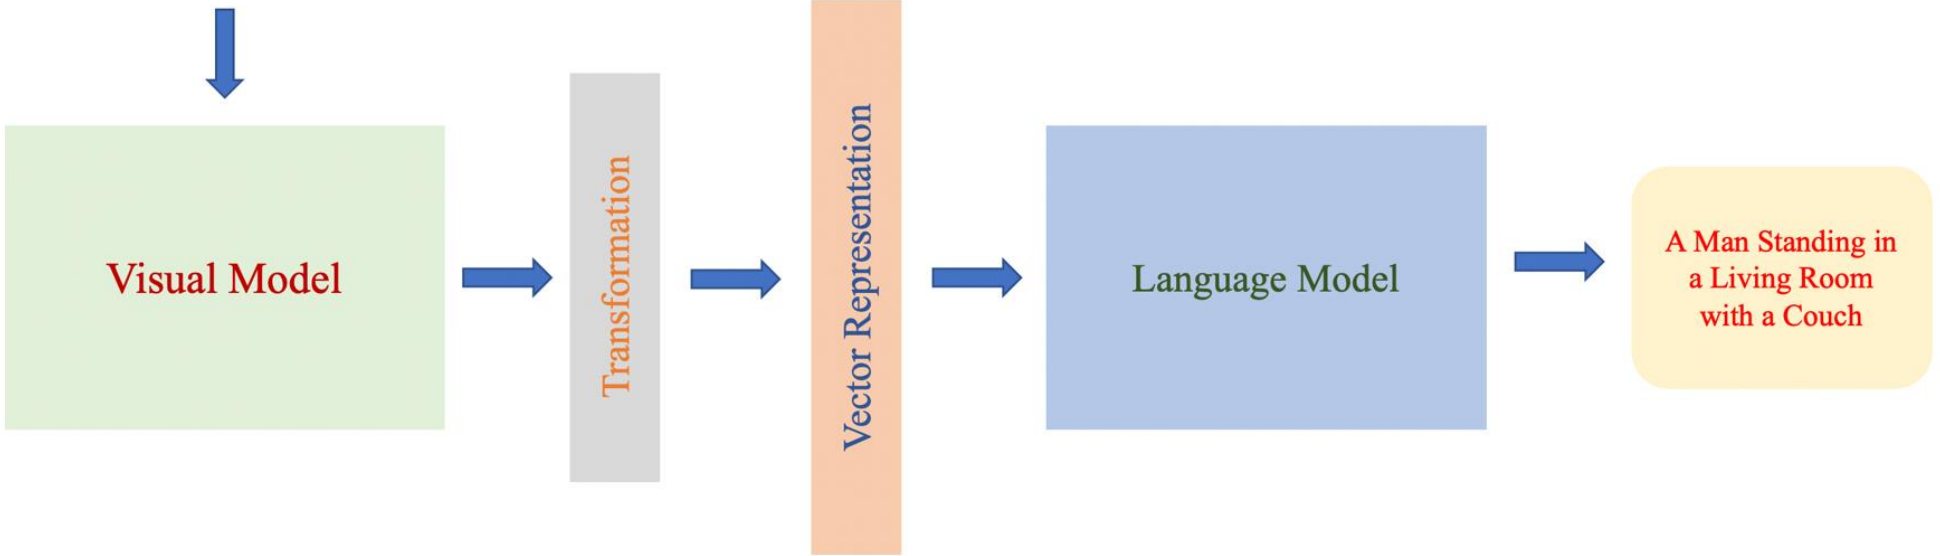 Visual Model
Transformation
Vector Representation
Language Model
A Man Standing in
a Living Room
with a Couch